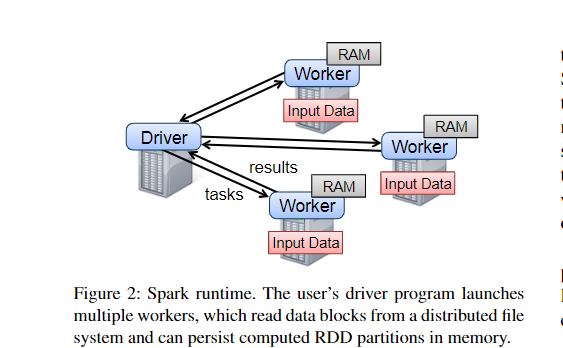 RAM
Worker
Input Data
RAM
Driver
Worker
results
RAM
Input Data
tasks
Worker
Input Data
Figure 2: Spark runtime. The user's driver program launches
multiple workers, which read data blocks from a distributed file
system and can persist computed RDD partitions in memory.